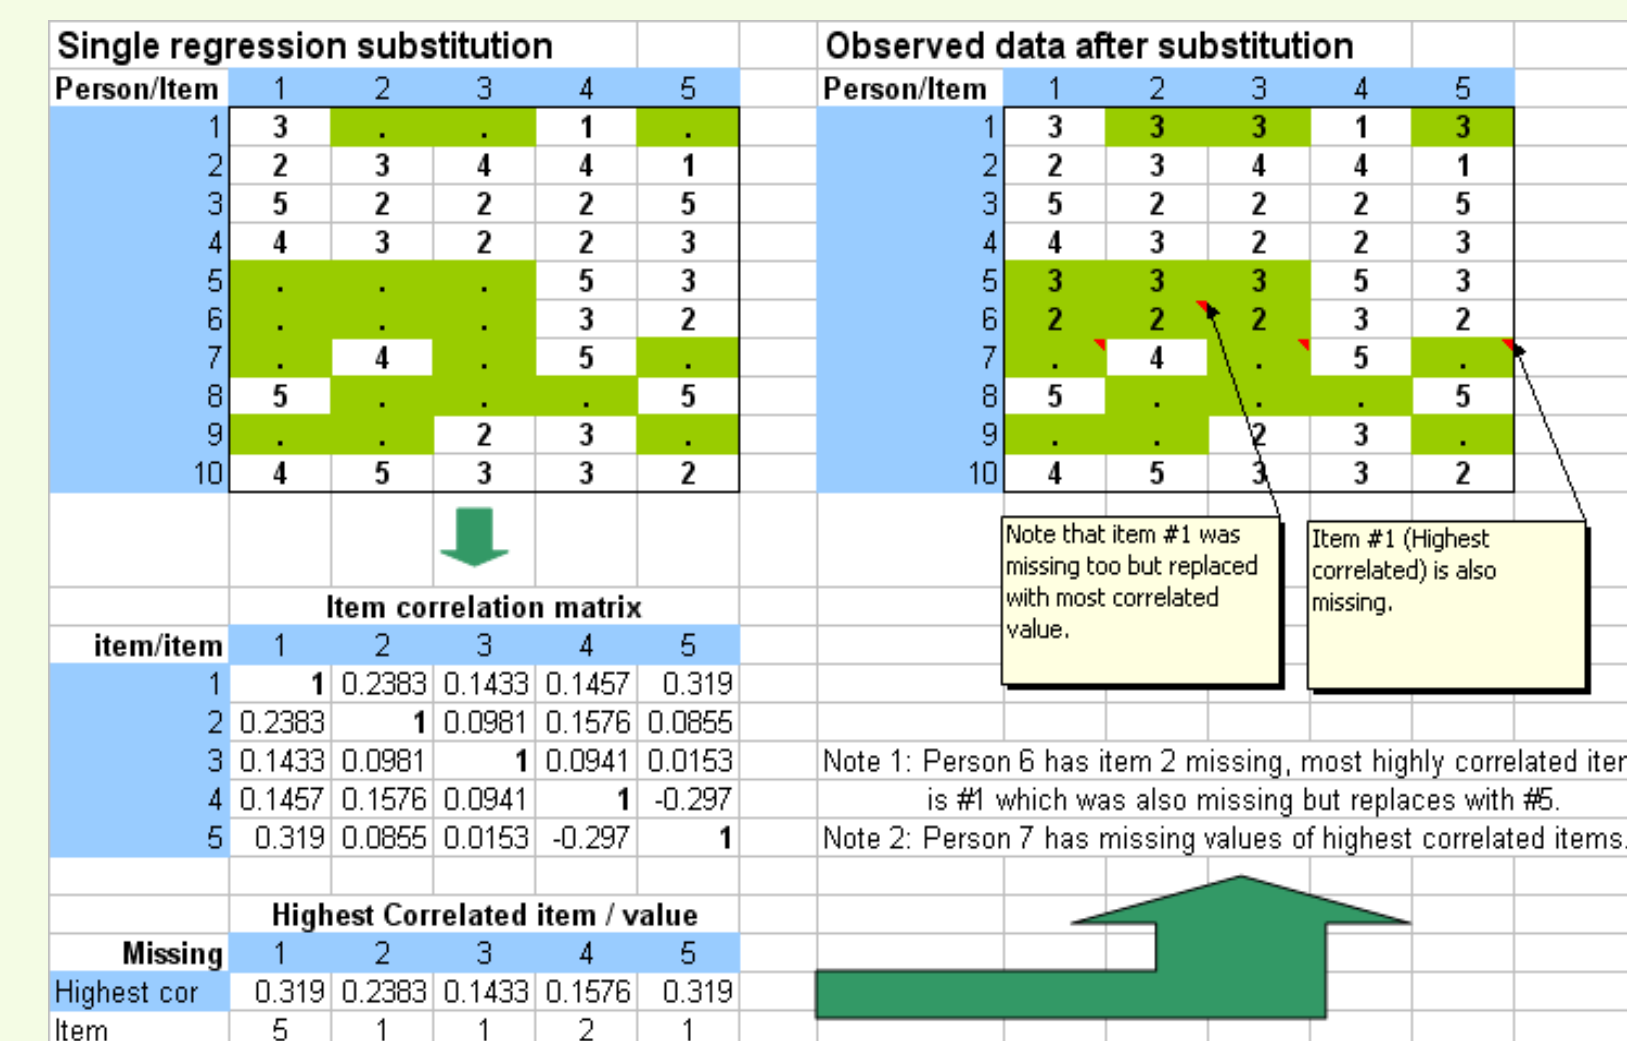 Single regression substitution
Person/Item 1 2 3 4 5
1 3 . . 1 .
2 2 3 4 4 1
3 5 2 2 2 5
4 4 3 2 2 3
5 . . . 5 3
6 . . . 3 2
7 . 4 . 5 .
8 5 . . . 5
9 . . 2 3 .
10 4 5 3 3 2
Observed data after substitution
Person/Item 1 2 3 4 5
1 3 3 3 1 3
2 2 3 4 4 1
3 5 2 2 2 5
4 4 3 2 2 3
5 3 3 3 5 3
6 2 2 2 3 2
7 . 4 . 5 .
8 5 . . . 5
9 . . 2 3 .
10 4 5 3 3 2
Note that item #1 was
missing too but replaced
with most correlated
value.
Item #1 (Highest
correlated) is also
missing.
Item correlation matrix
item/item 1 2 3 4 5
1 1 0.2383 0.1433 0.1457 0.319
2 0.2383 1 0.0981 0.1576 0.0855
3 0.1433 0.0981 1 0.0941 0.0153
4 0.1457 0.1576 0.0941 1 -0.297
5 0.319 0.0855 0.0153 -0.297 1
Note 1: Person 6 has item 2 missing, most highly correlated
is #1 which was also missing but replaces with #5.
Note 2: Person 7 has missing values of highest correlated items.
Highest Correlated item / value
Missing 1 2 3 4 5
Highest cor 0.319 0.2383 0.1433 0.1576 0.319
Item 5 1 1 2 1